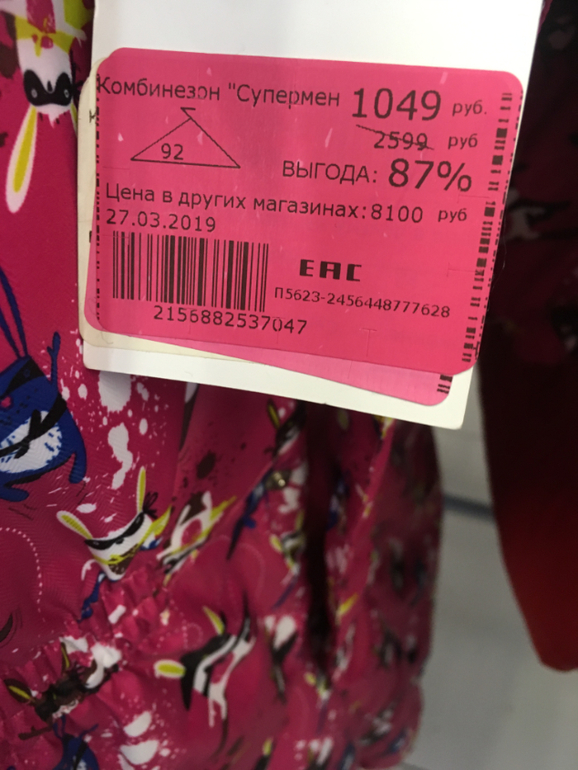 Комбинезон "Супермен 1049 руб.
2599 руб
92
ВЫГОДА: 87%
Цена в других магазинах: 8100 руб
27.03.2019
EAC
П5623-2456448777628
2156882537047